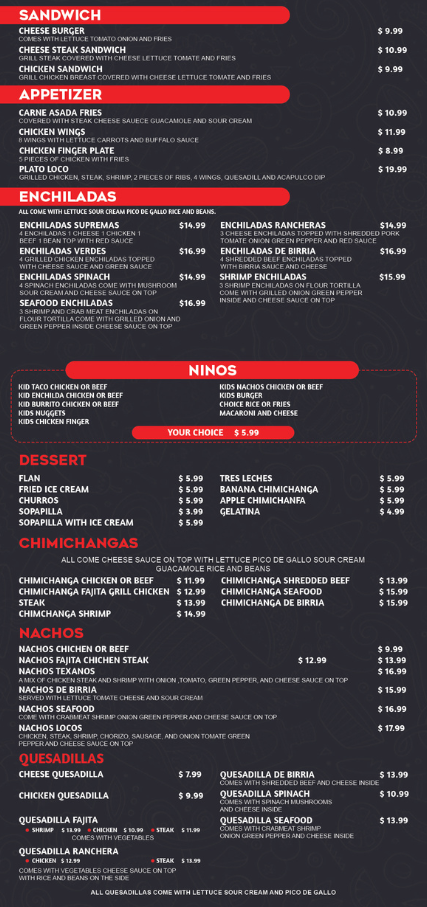 SANDWICH
CHEESE BURGER $ 9.99
COMES WITH LETTUCE TOMATO ONION AND FRIES
CHEESE STEAK SANDWICH $ 10.99
GRILL STEAK COVERED WITH CHEESE LETTUCE TOMATE AND FRIES
CHICKEN SANDWICH $ 9.99
GRILL CHICKEN BREAST COVERED WITH CHEESE LETTUCE TOMATE AND FRIES
APPETIZER
CARNE ASADA FRIES $ 10.99
COVERED WITH STEAK CHEESE SAUECE GUACAMOLE AND SOUR CREAM
CHICKEN WINGS $ 11.99
8 WINGS WITH LETTUCE CARROTS AND BUFFALO SAUCE
CHICKEN FINGER PLATE $ 8.99
5 PIECES OF CHICKEN WITH FRIES
PLATO LOCO $ 19.99
GRILLED CHICKEN, STEAK, SHRIMP, 2 PIECES OF RIBS, 4 WINGS, QUESADILL AND ACAPULCO DIP
ENCHILADAS
ALL COME WITH LETTUCE SOUR CREAM PICO DE GALLO RICE AND BEANS.
ENCHILADAS SUPREMAS $14.99
4 ENCHILADAS 1 CHEESE 1 CHICKEN 1
BEEF 1 BEAN TOP WITH RED SAUCE
ENCHILADAS VERDES $16.99
4 GRILLED CHICKEN ENCHILADAS TOPPED
WITH CHEESE SAUCE AND GREEN SAUCE
ENCHILADAS SPINACH $14.99
4 SPINACH ENCHILADAS COME WITH MUSHROOM
SOUR CREAM AND CHEESE SAUCE ON TOP
SEAFOOD ENCHILADAS $16.99
3 SHRIMP AND CRAB MEAT ENCHILADAS ON
FLOUR TORTILLA COME WITH GRILLED ONION AND
GREEN PEPPER INSIDE CHEESE SAUCE ON TOP
ENCHILADAS RANCHERAS $14.99
3 CHEESE ENCHILADAS TOPPED WITH SHREDDED PORK
TOMATE ONION GREEN PEPPER AND RED SAUCE
ENCHILADAS DE BIRRIA $16.99
4 SHREDDED BEEF ENCHILADAS TOPPED
WITH BIRRIA SAUCE AND CHEESE
SHRIMP ENCHILADAS $15.99
3 SHRIMP ENCHILADAS ON FLOUR TORTILLA
COME WITH GRILLED ONION GREEN PEPPER
INSIDE AND CHEESE SAUCE ON TOP
NINOS
KID TACO CHICKEN OR BEEF
KID ENCHILDA CHICKEN OR BEEF
KID BURRITO CHICKEN OR BEEF
KIDS NUGGETS
KIDS CHICKEN FINGER
KIDS NACHOS CHICKEN OR BEEF
KIDS BURGER
CHOICE RICE OR FRIES
MACARONI AND CHEESE
YOUR CHOICE $ 5.99
DESSERT
FLAN $ 5.99
FRIED ICE CREAM $ 5.99
CHURROS $ 5.99
SOPAPILLA $ 3.99
SOPAPILLA WITH ICE CREAM $ 5.99
TRES LECHES $ 5.99
BANANA CHIMICHANGA $ 5.99
APPLE CHIMICHANFA $ 5.99
GELATINA $ 4.99
CHIMICHANGAS
ALL COME CHEESE SAUCE ON TOP WITH LETTUCE PICO DE GALLO SOUR CREAM
GUACAMOLE RICE AND BEANS
CHIMICHANGA CHICKEN OR BEEF $ 11.99
CHIMICHANGA FAJITA GRILL CHICKEN $ 12.99
STEAK $ 13.99
CHIMCHANGA SHRIMP $ 14.99
CHIMICHANGA SHREDDED BEEF $ 13.99
CHIMICHANGA SEAFOOD $ 15.99
CHIMICHANGA DE BIRRIA $ 15.99
NACHOS
NACHOS CHICHEN OR BEEF $ 9.99
NACHOS FAJITA CHICHEN STEAK $ 12.99 $ 13.99
NACHOS TEXANOS $ 16.99
A MIX OF CHICKEN STEAK AND SHRIMP WITH ONION ,TOMATO, GREEN PEPPER, AND CHEESE SAUCE ON TOP
NACHOS DE BIRRIA $ 15.99
SERVED WITH LETTUCE TOMATE CHEESE AND SOUR CREAM
NACHOS SEAFOOD $ 16.99
COME WITH CRABMEAT SHRIMP ONION GREEN PEPPER AND CHEESE SAUCE ON TOP
NACHOS LOCOS $ 17.99
CHICKEN, STEAK, SHRIMP, CHORIZO, SAUSAGE, AND ONION TOMATE GREEN
PEPPER AND CHEESE SAUCE ON TOP
QUESADILLAS
CHEESE QUESADILLA $ 7.99
CHICKEN QUESADILLA $ 9.99
QUESADILLA FAJITA
SHRIMP $ 13.99 CHICKEN $ 10.99 STEAK $ 11.99
COMES WITH VEGETABLES
QUESADILLA RANCHERA
CHICKEN $ 12.99 STEAK $ 13.99
COMES WITH VEGETABLES CHEESE SAUCE ON TOP
WITH RICE AND BEANS ON THE SIDE
QUESADILLA DE BIRRIA $ 13.99
COMES WITH SHREDDED BEEF AND CHEESE INSIDE
QUESADILLA SPINACH $ 10.99
COMES WITH SPINACH MUSHROOMS
AND CHEESE INSIDE
QUESADILLA SEAFOOD $ 13.99
COMES WITH CRABMEAT SHRIMP
ONION GREEN PEPPER AND CHEESE INSIDE
ALL QUESADILLAS COME WITH LETTUCE SOUR CREAM AND PICO DE GALLO